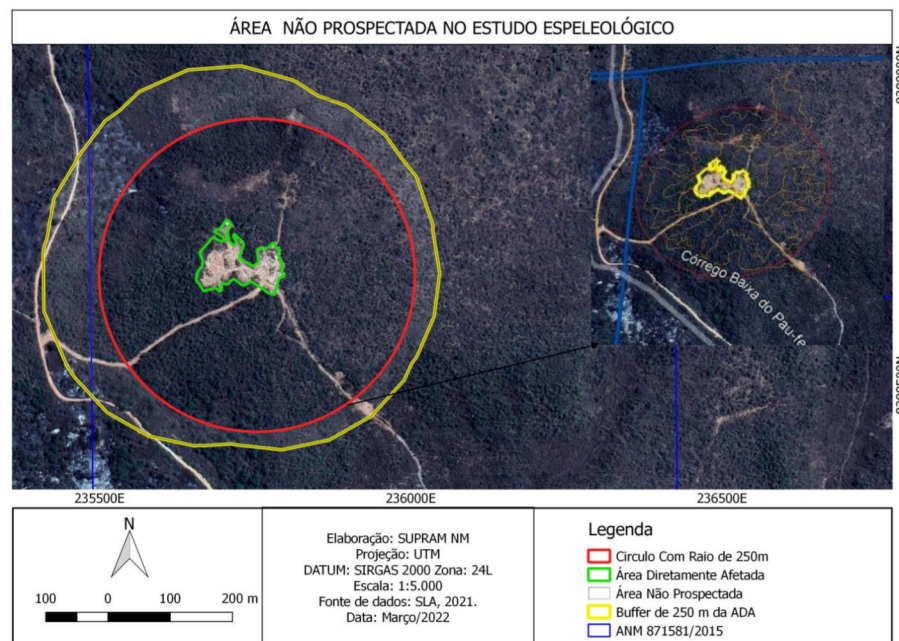 ÁREA NÃO PROSPECTADA NO ESTUDO ESPELEOLÓGICO
Córrego Baixa do Pau-fe
235500E
236000E
236500E
N
100 0 100 200 m
Elaboração: SUPRAM NM
Projeção: UTM
DATUM: SIRGAS 2000 Zona: 24L
Escala: 1:5.000
Fonte de dados: SLA, 2021.
Data: Março/2022
Legenda
Circulo Com Raio de 250m
Área Diretamente Afetada
Área Não Prospectada
Buffer de 250 m da ADA
ANM 871581/2015